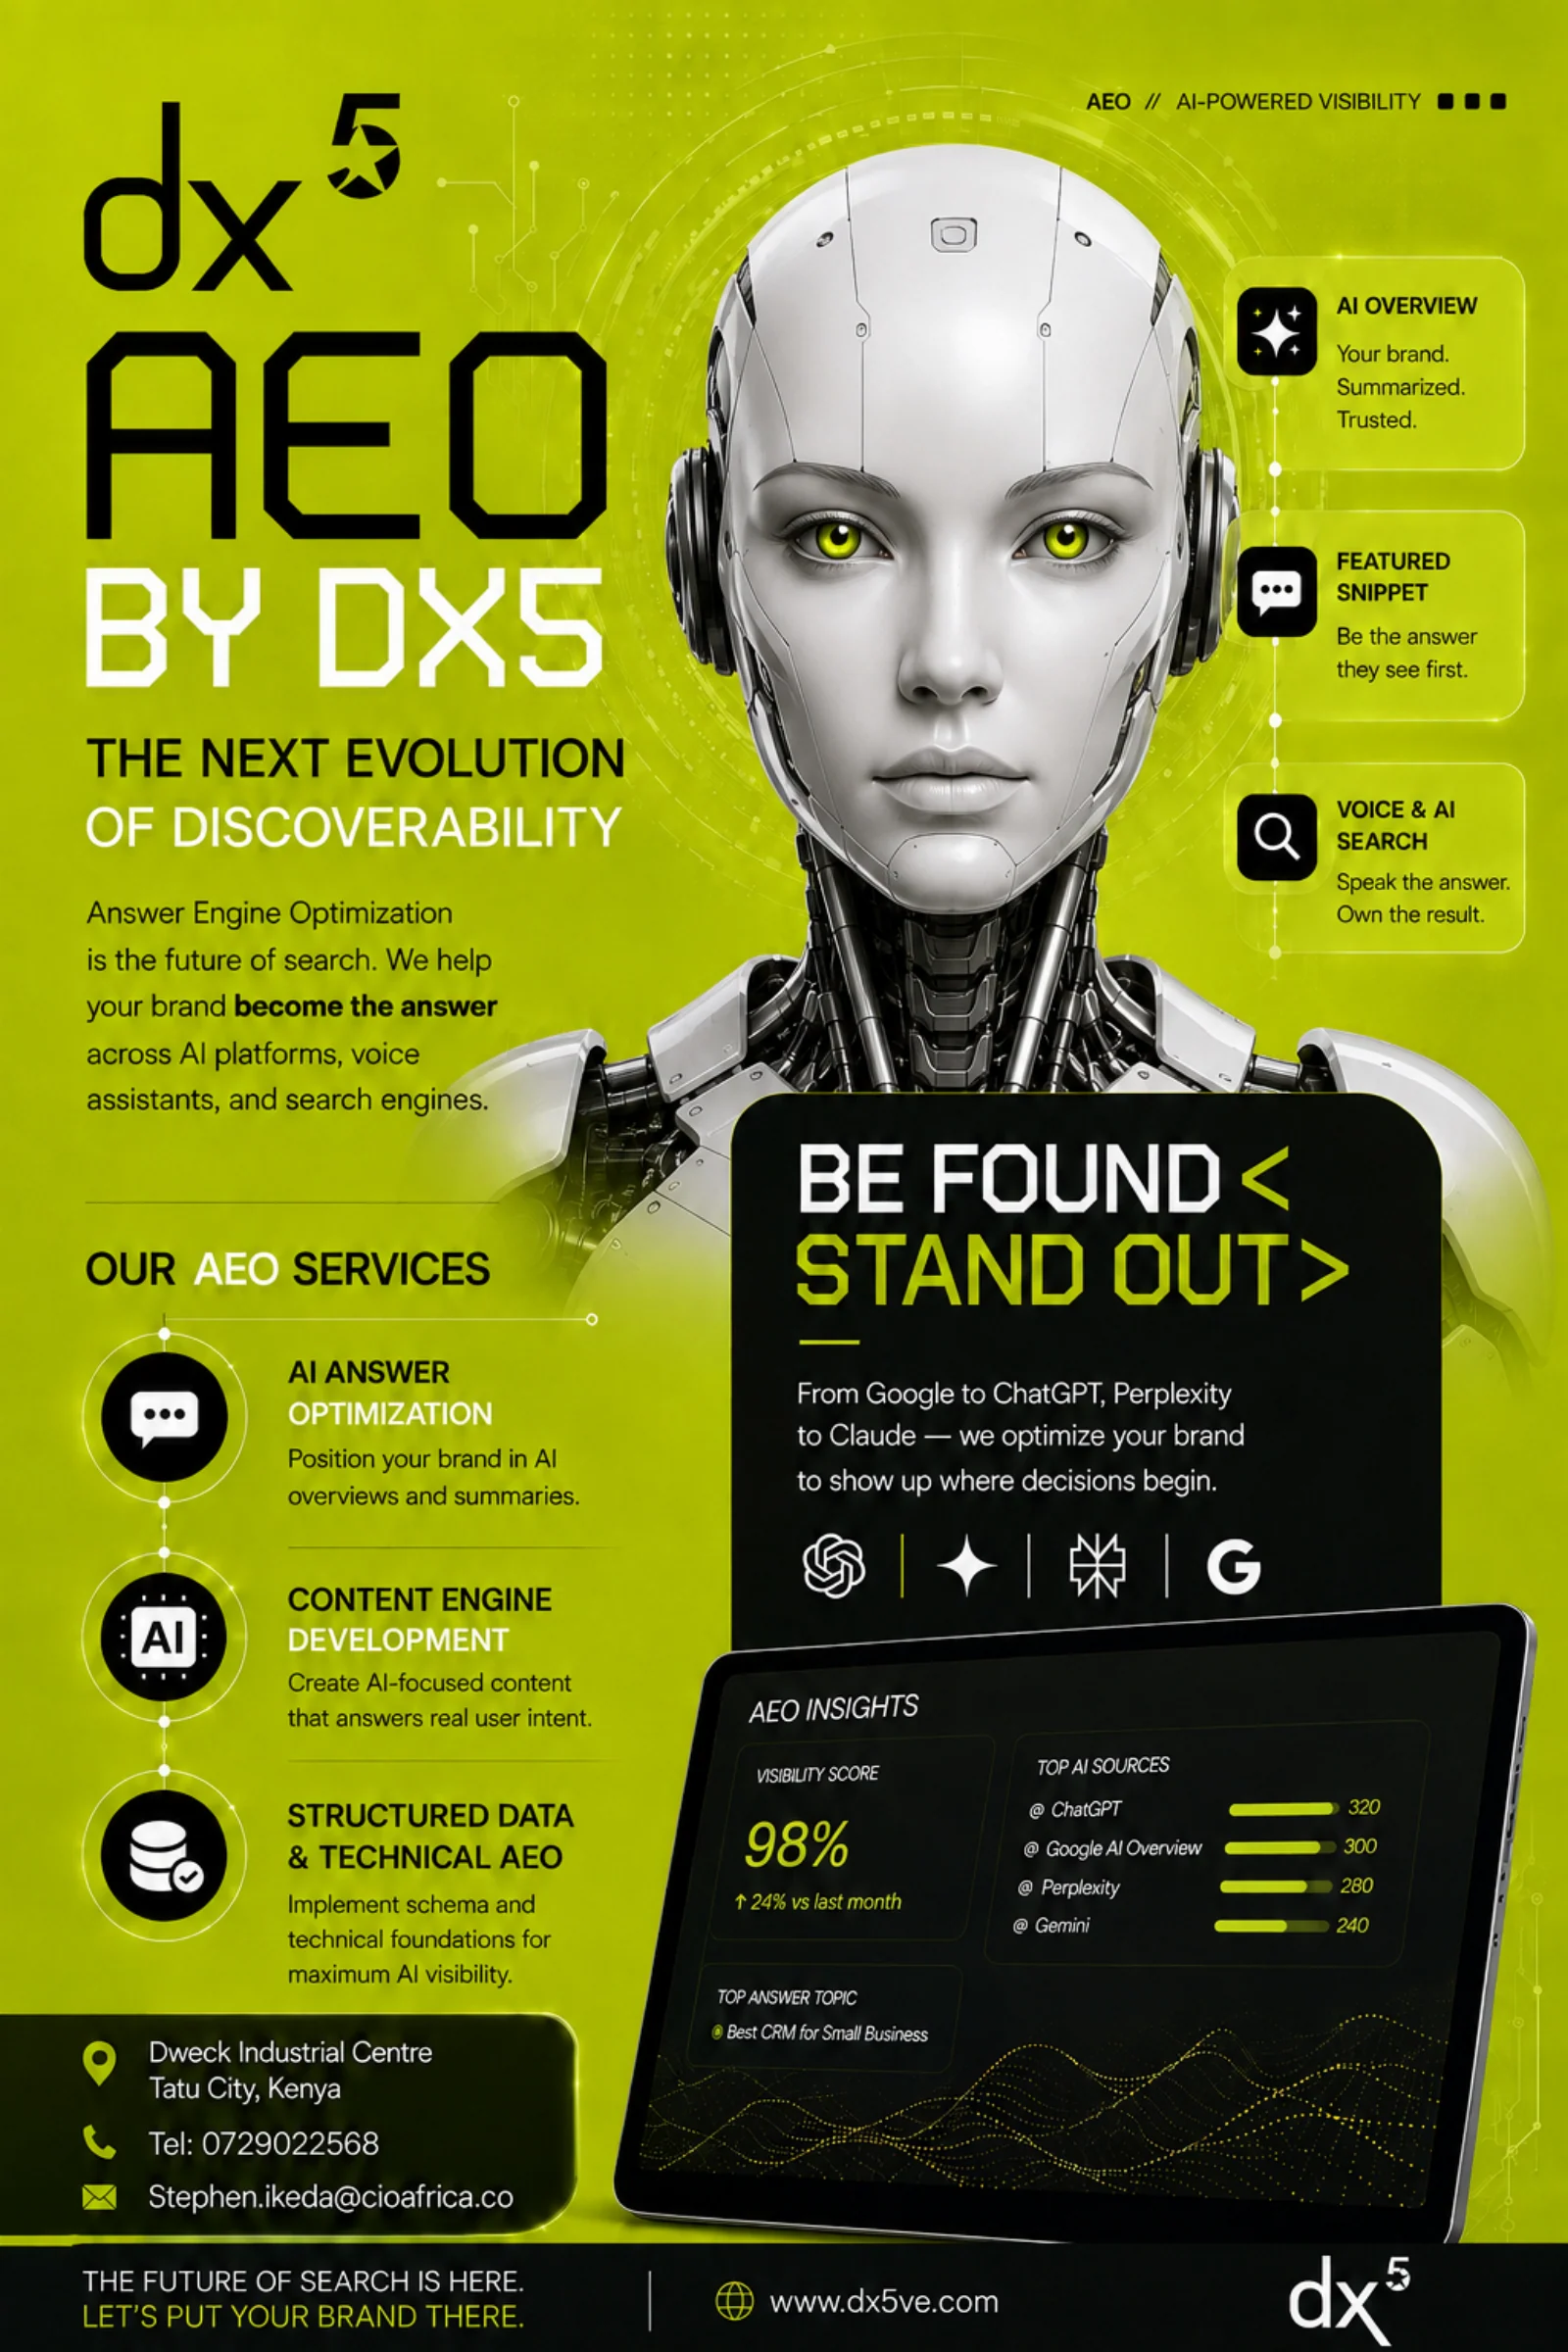 dx5
AEO // AI-POWERED VISIBILITY
AEO
BY DX5
THE NEXT EVOLUTION
OF DISCOVERABILITY
Answer Engine Optimization
is the future of search. We help
your brand become the answer
across AI platforms, voice
assistants, and search engines.
AI OVERVIEW
Your brand.
Summarized.
Trusted.
FEATURED
SNIPPET
Be the answer
they see first.
VOICE & AI
SEARCH
Speak the answer.
Own the result.
OUR AEO SERVICES
AI ANSWER
OPTIMIZATION
Position your brand in AI
overviews and summaries.
AI
CONTENT ENGINE
DEVELOPMENT
Create AI-focused content
that answers real user intent.
STRUCTURED DATA
& TECHNICAL AEO
Implement schema and
technical foundations for
maximum AI visibility.
BE FOUND <
STAND OUT >
From Google to ChatGPT, Perplexity
to Claude — we optimize your brand
to show up where decisions begin.
G
AEO INSIGHTS
VISIBILITY SCORE
98%
↑ 24% vs last month
TOP AI SOURCES
@ ChatGPT 320
@ Google AI Overview 300
@ Perplexity 280
@ Gemini 240
TOP ANSWER TOPIC
Best CRM for Small Business
Dweck Industrial Centre
Tatu City, Kenya
Tel: 0729022568
Stephen.ikeda@cioafrica.co
THE FUTURE OF SEARCH IS HERE.
LET'S PUT YOUR BRAND THERE.
www.dx5ve.com
dx5